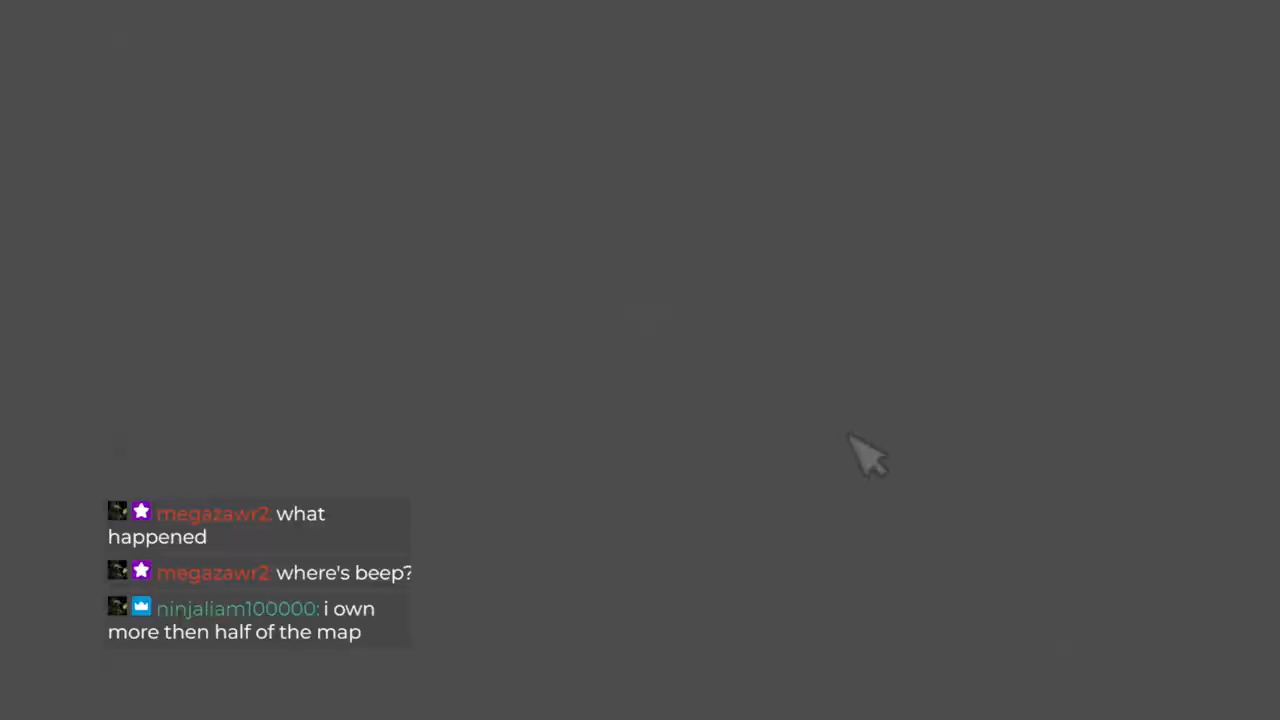 megazawr2: what
happened
megazawr2: where's beep?
ninjaliam100000: i own
more then half of the map